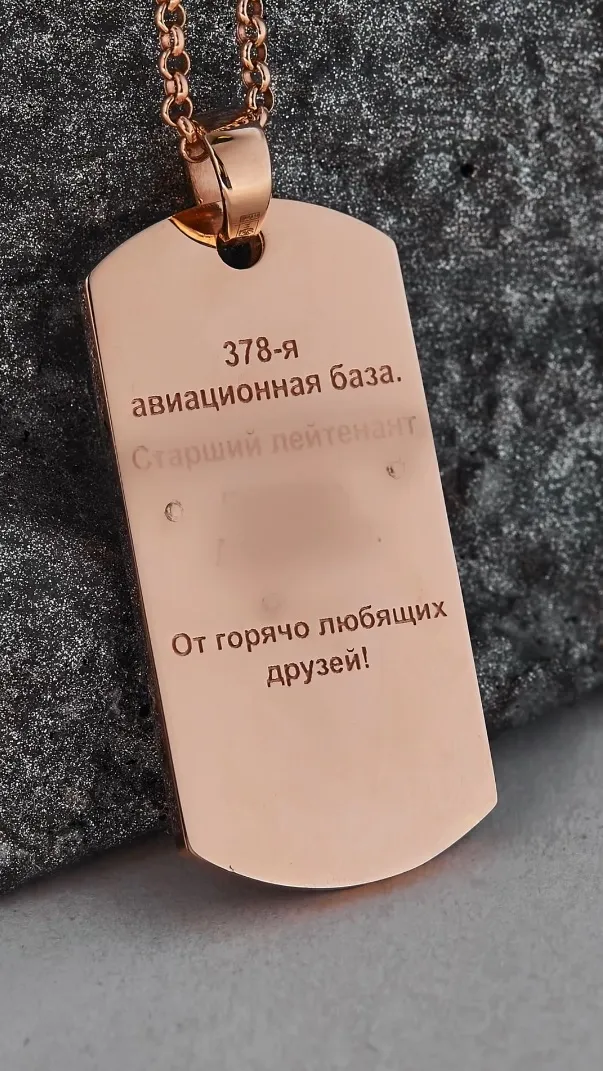 378-я
авиационная база.
Старший лейтенант
От горячо любящих
друзей!